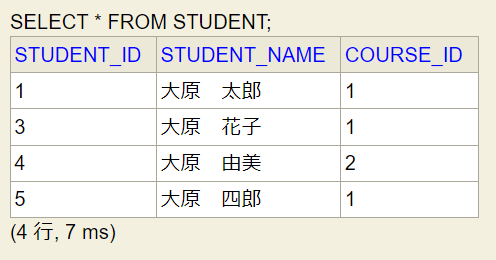 SELECT * FROM STUDENT;
STUDENT_ID STUDENT_NAME COURSE_ID
1 大原　太郎 1
3 大原　花子 1
4 大原　由美 2
5 大原　四郎 1
(4 行, 7 ms)